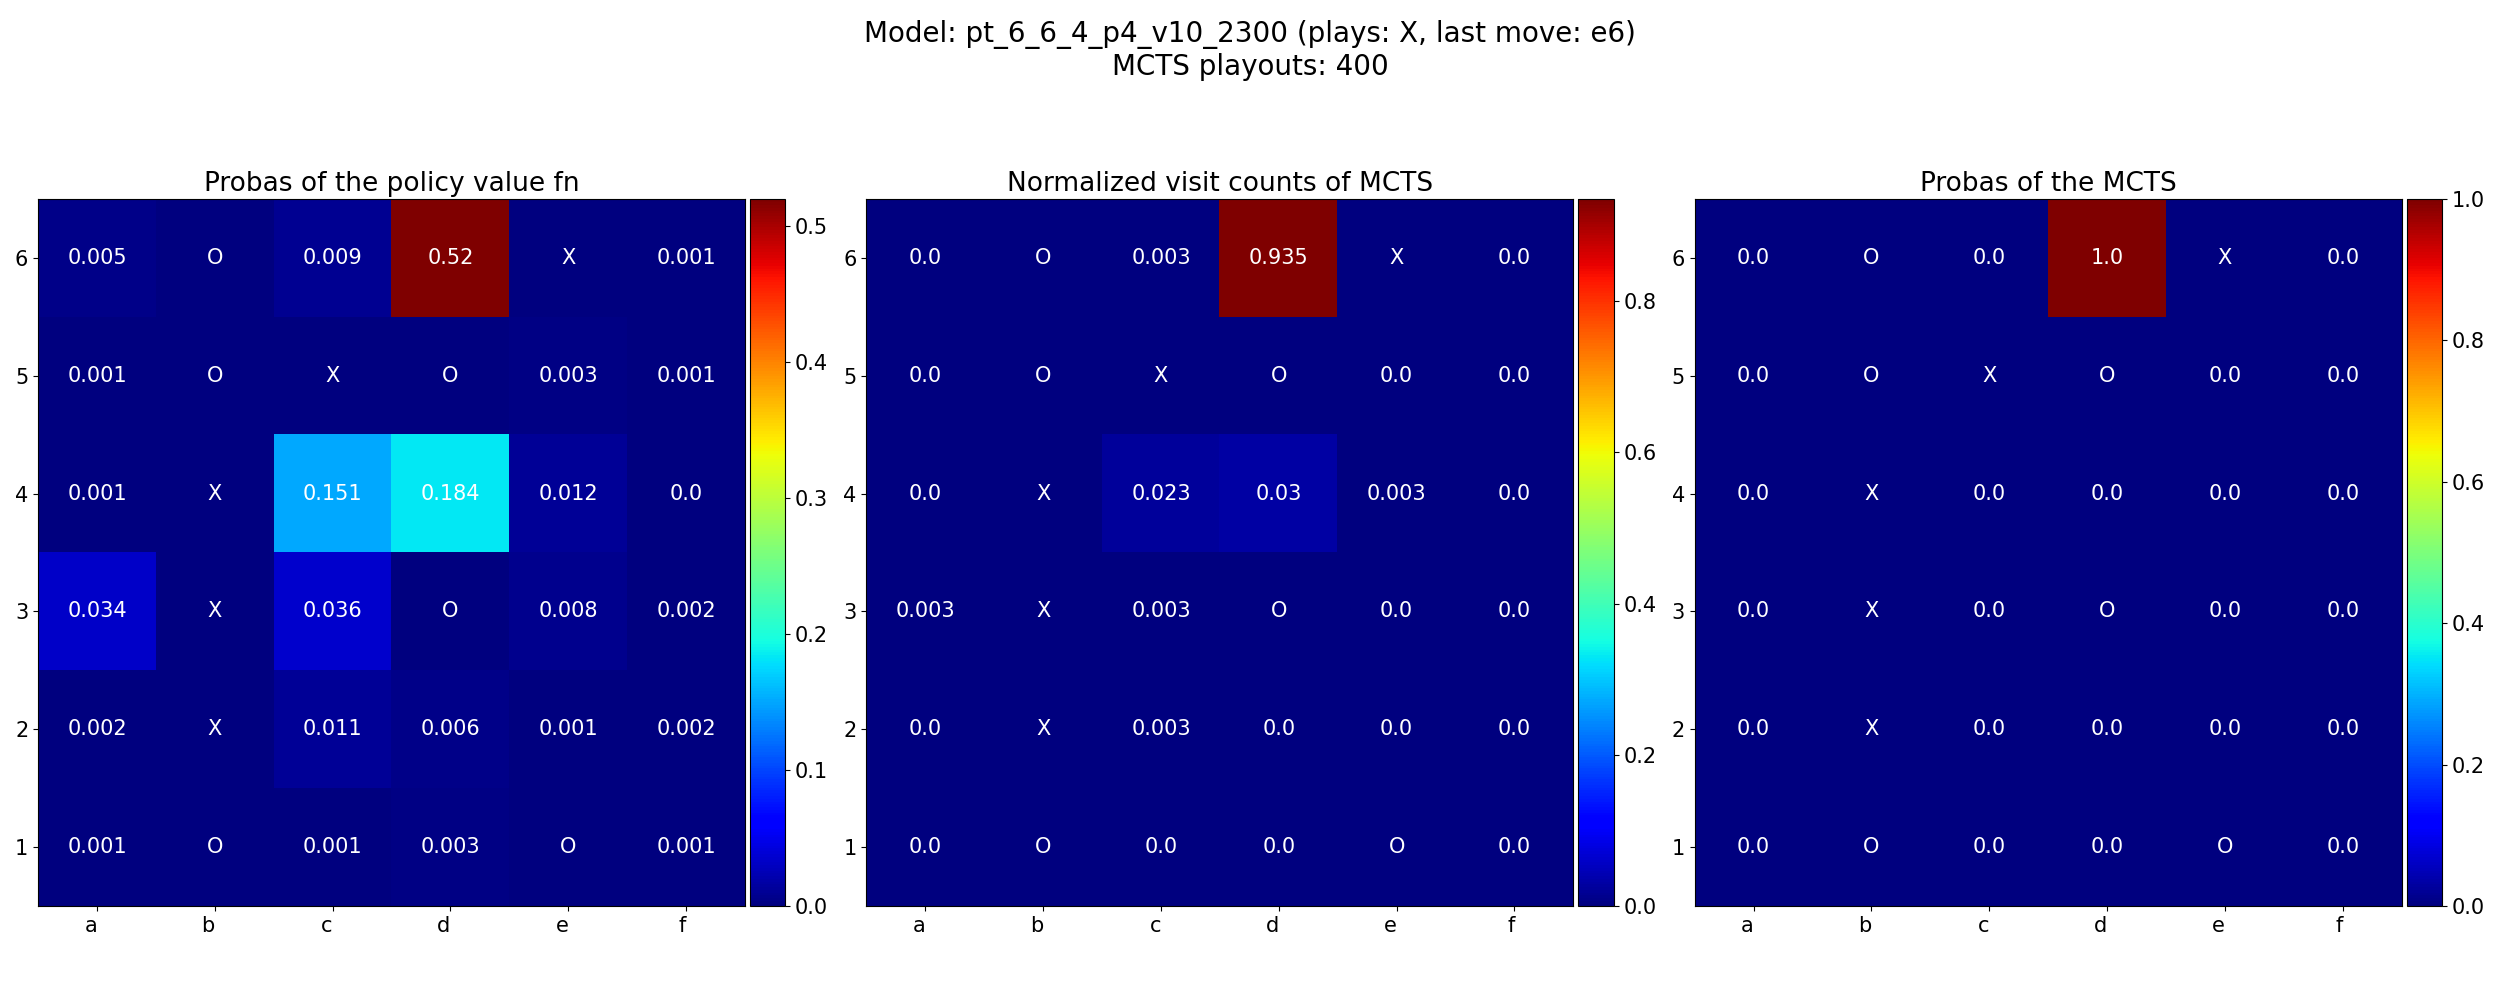 Model: pt_6_6_4_p4_v10_2300 (plays: X, last move: e6)
MCTS playouts: 400
Probas of the policy value fn
6 0.005 O 0.009 0.52 X 0.001
5 0.001 O X O 0.003 0.001
4 0.001 X 0.151 0.184 0.012 0.0
3 0.034 X 0.036 O 0.008 0.002
2 0.002 X 0.011 0.006 0.001 0.002
1 0.001 O 0.001 0.003 O 0.001
a b c d e f
0.5
0.4
0.3
0.2
0.1
0.0
Normalized visit counts of MCTS
6 0.0 O 0.003 0.935 X 0.0
5 0.0 O X O 0.0 0.0
4 0.0 X 0.023 0.03 0.003 0.0
3 0.003 X 0.003 O 0.0 0.0
2 0.0 X 0.003 0.0 0.0 0.0
1 0.0 O 0.0 0.0 O 0.0
a b c d e f
0.8
0.6
0.4
0.2
0.0
Probas of the MCTS
6 0.0 O 0.0 1.0 X 0.0
5 0.0 O X O 0.0 0.0
4 0.0 X 0.0 0.0 0.0 0.0
3 0.0 X 0.0 O 0.0 0.0
2 0.0 X 0.0 0.0 0.0 0.0
1 0.0 O 0.0 0.0 O 0.0
a b c d e f
1.0
0.8
0.6
0.4
0.2
0.0